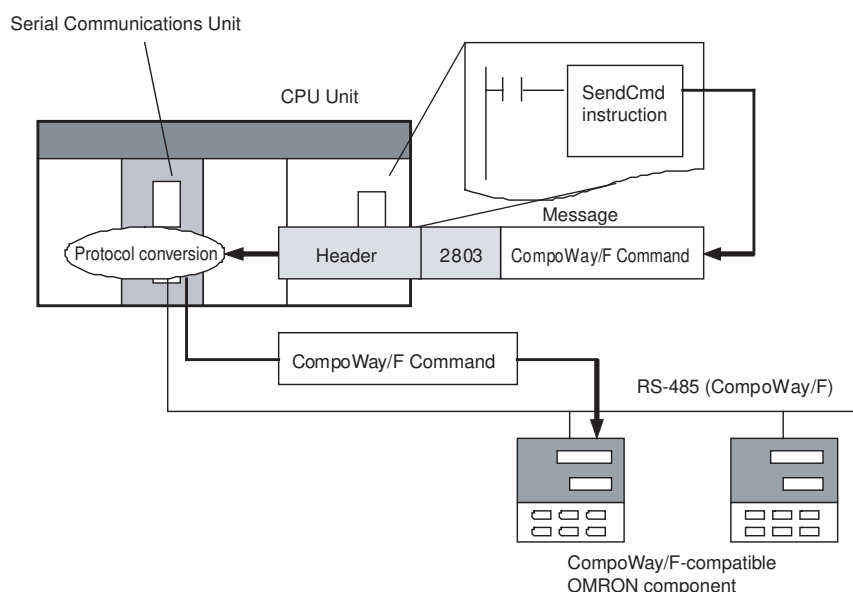 Serial Communications Unit
CPU Unit
SendCmd
instruction
Message
Protocol conversion
Header
2803
CompoWay/F Command
CompoWay/F Command
RS-485 (CompoWay/F)
CompoWay/F-compatible
OMRON component